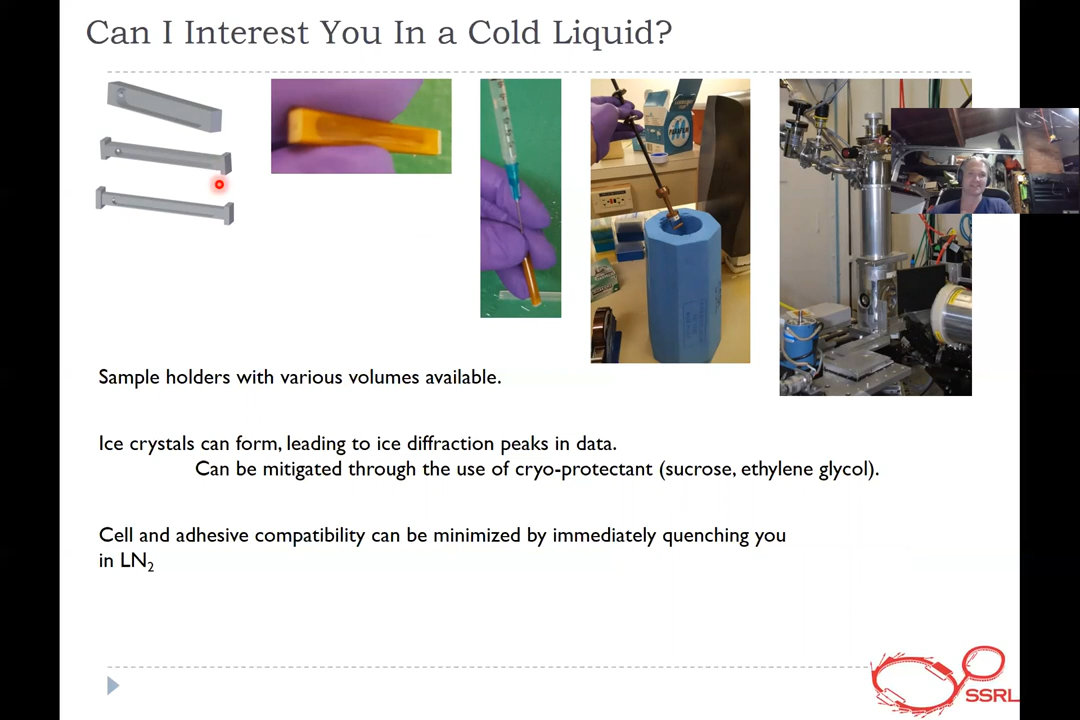 Can I Interest You In a Cold Liquid?
PARAFILM
M
Sample holders with various volumes available.
Ice crystals can form, leading to ice diffraction peaks in data.
Can be mitigated through the use of cryo-protectant (sucrose, ethylene glycol).
Cell and adhesive compatibility can be minimized by immediately quenching you
in LN2
SSRL